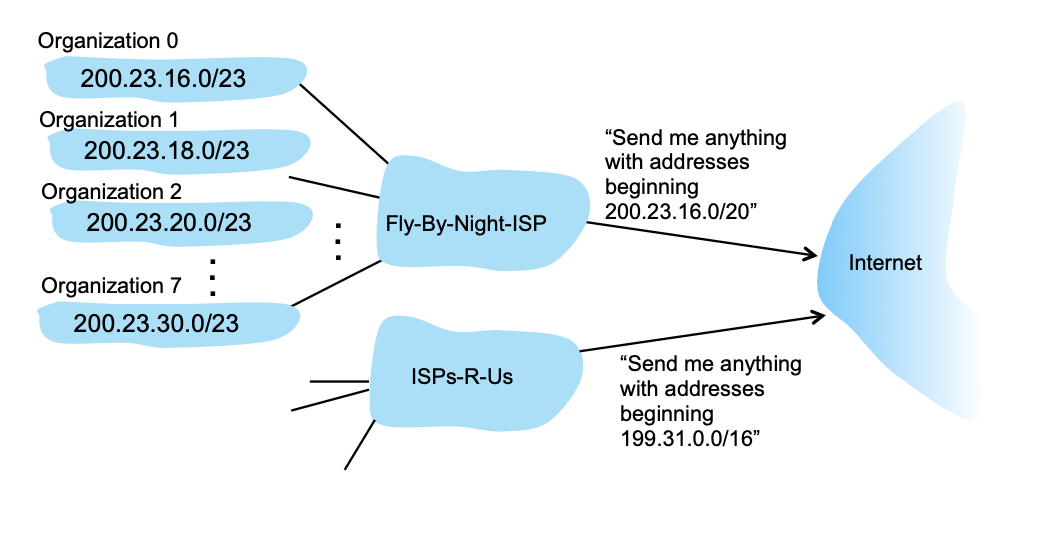 Organization 0
200.23.16.0/23
Organization 1
200.23.18.0/23
Organization 2
200.23.20.0/23
Organization 7
200.23.30.0/23
Fly-By-Night-ISP
“Send me anything
with addresses
beginning
200.23.16.0/20”
Internet
ISPs-R-Us
“Send me anything
with addresses
beginning
199.31.0.0/16”